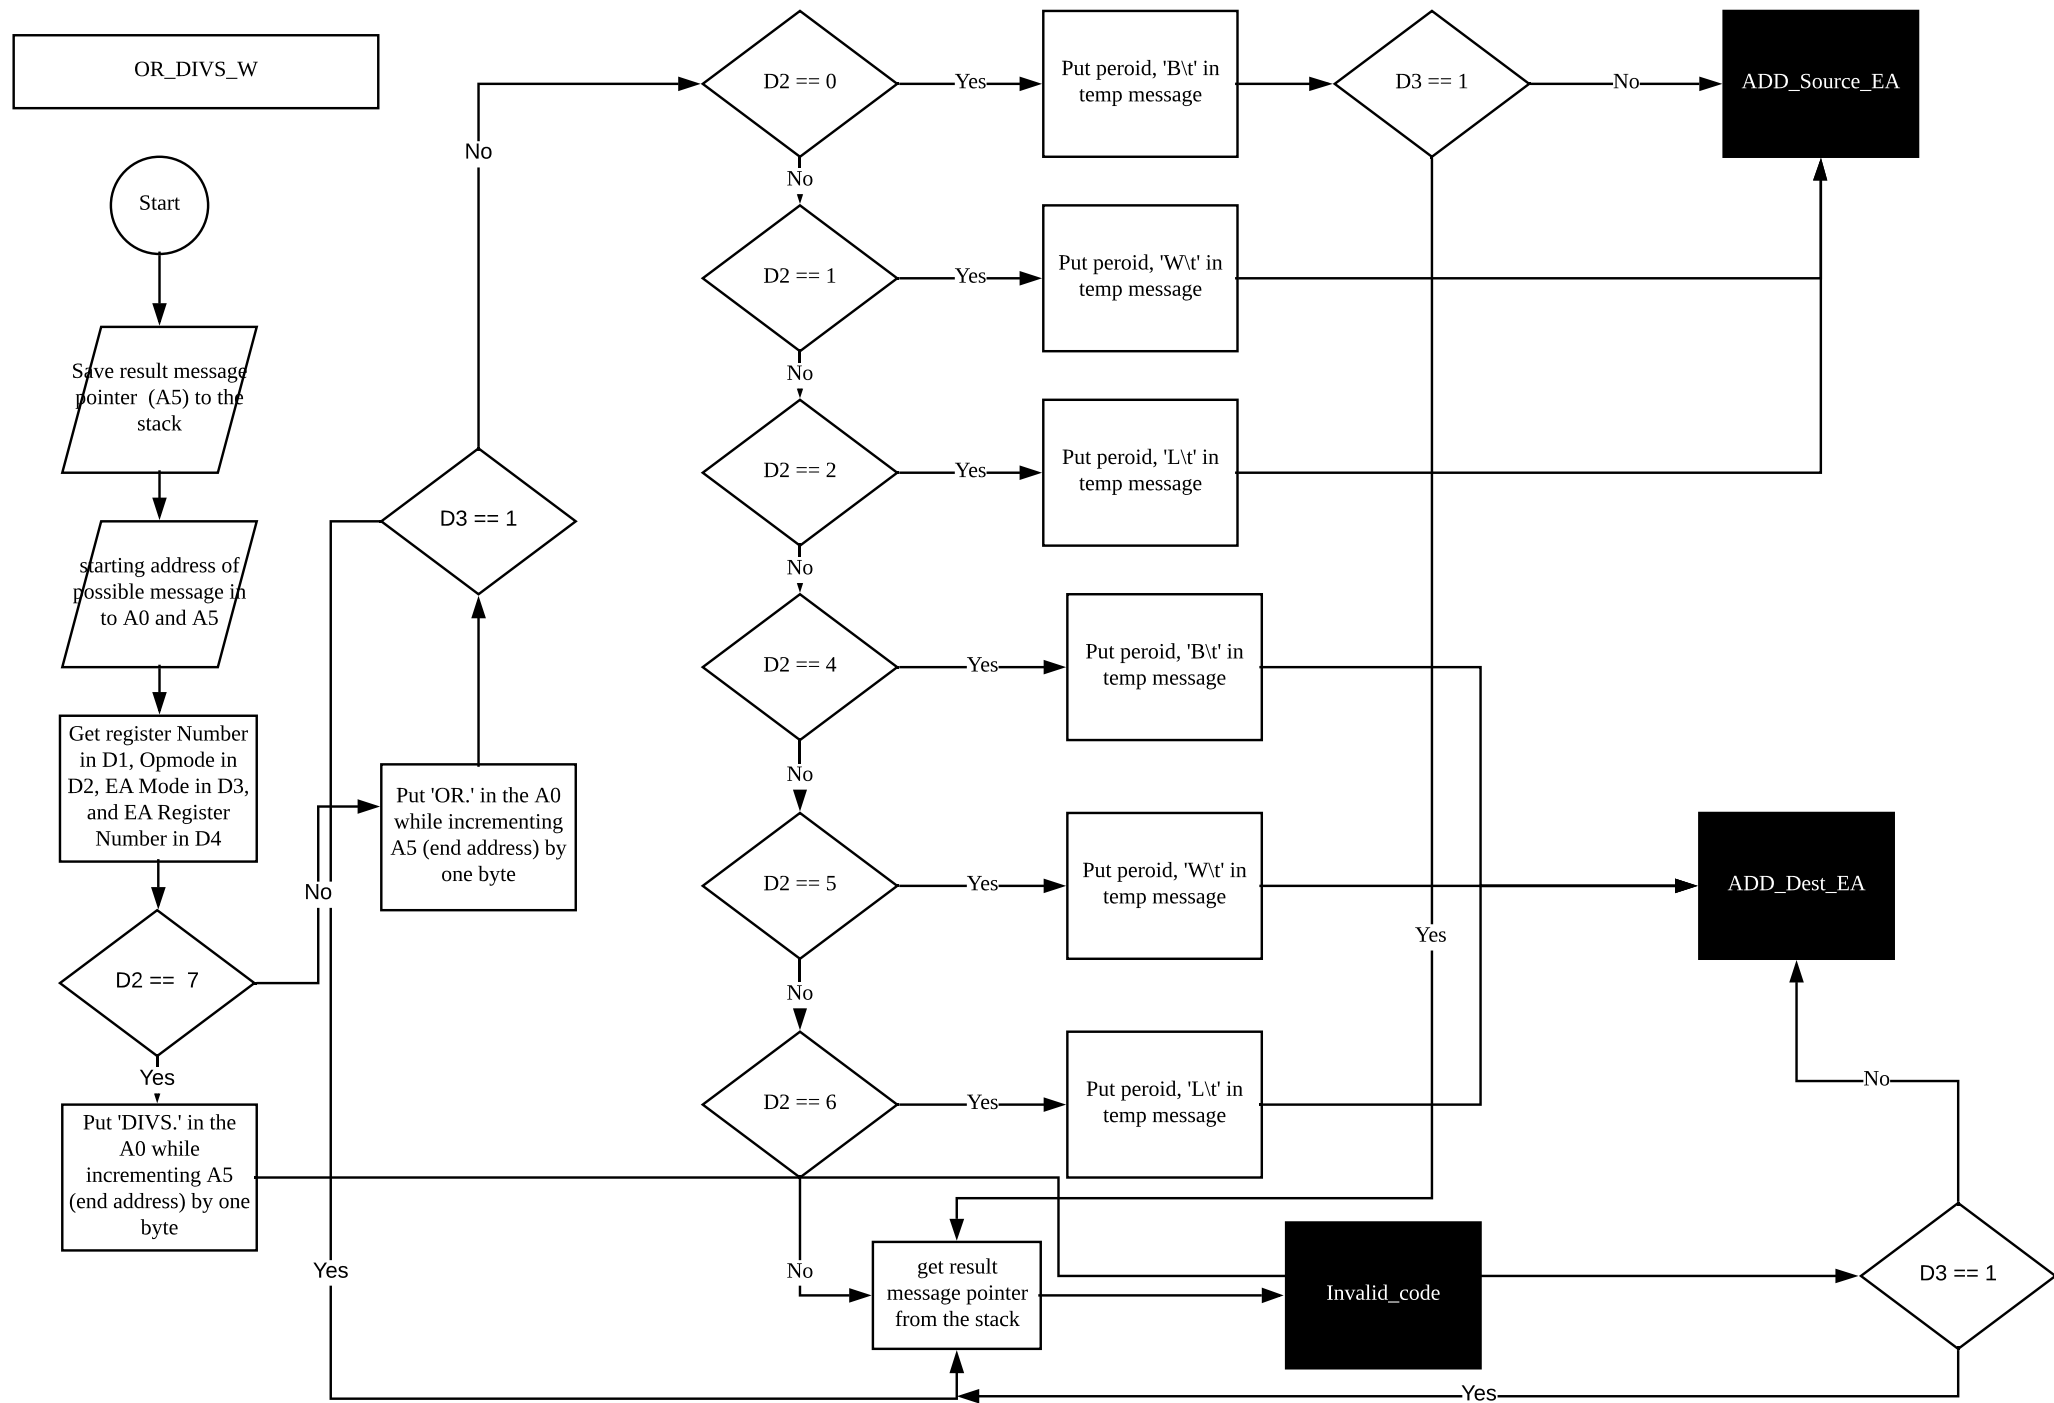 OR_DIVS_W
Start
Save result message
pointer  (A5) to the
stack
starting address of
possible message in
to A0 and A5
Get register Number
in D1, Opmode in
D2, EA Mode in D3,
and EA Register
Number in D4
D2 ==  7
Yes
Put 'DIVS.' in the
A0 while
incrementing A5
(end address) by one
byte
No
Put 'OR.' in the A0
while incrementing
A5 (end address) by
one byte
D3 == 1
No
Yes
D2 == 0
Yes
Put peroid, 'B\t' in
temp message
D3 == 1
No
ADD_Source_EA
No
D2 == 1
Yes
Put peroid, 'W\t' in
temp message
No
D2 == 2
Yes
Put peroid, 'L\t' in
temp message
No
D2 == 4
Yes
Put peroid, 'B\t' in
temp message
No
D2 == 5
Yes
Put peroid, 'W\t' in
temp message
Yes
ADD_Dest_EA
No
D2 == 6
Yes
Put peroid, 'L\t' in
temp message
No
No
get result
message pointer
from the stack
Invalid_code
D3 == 1
Yes